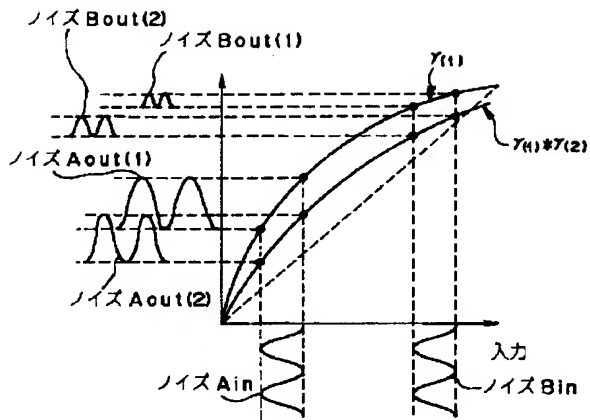 ノイズBout(2)
ノイズBout(1)
γ(1)
γ(1)*γ(2)
ノイズAout(1)
ノイズAout(2)
入力
ノイズAin
ノイズBin